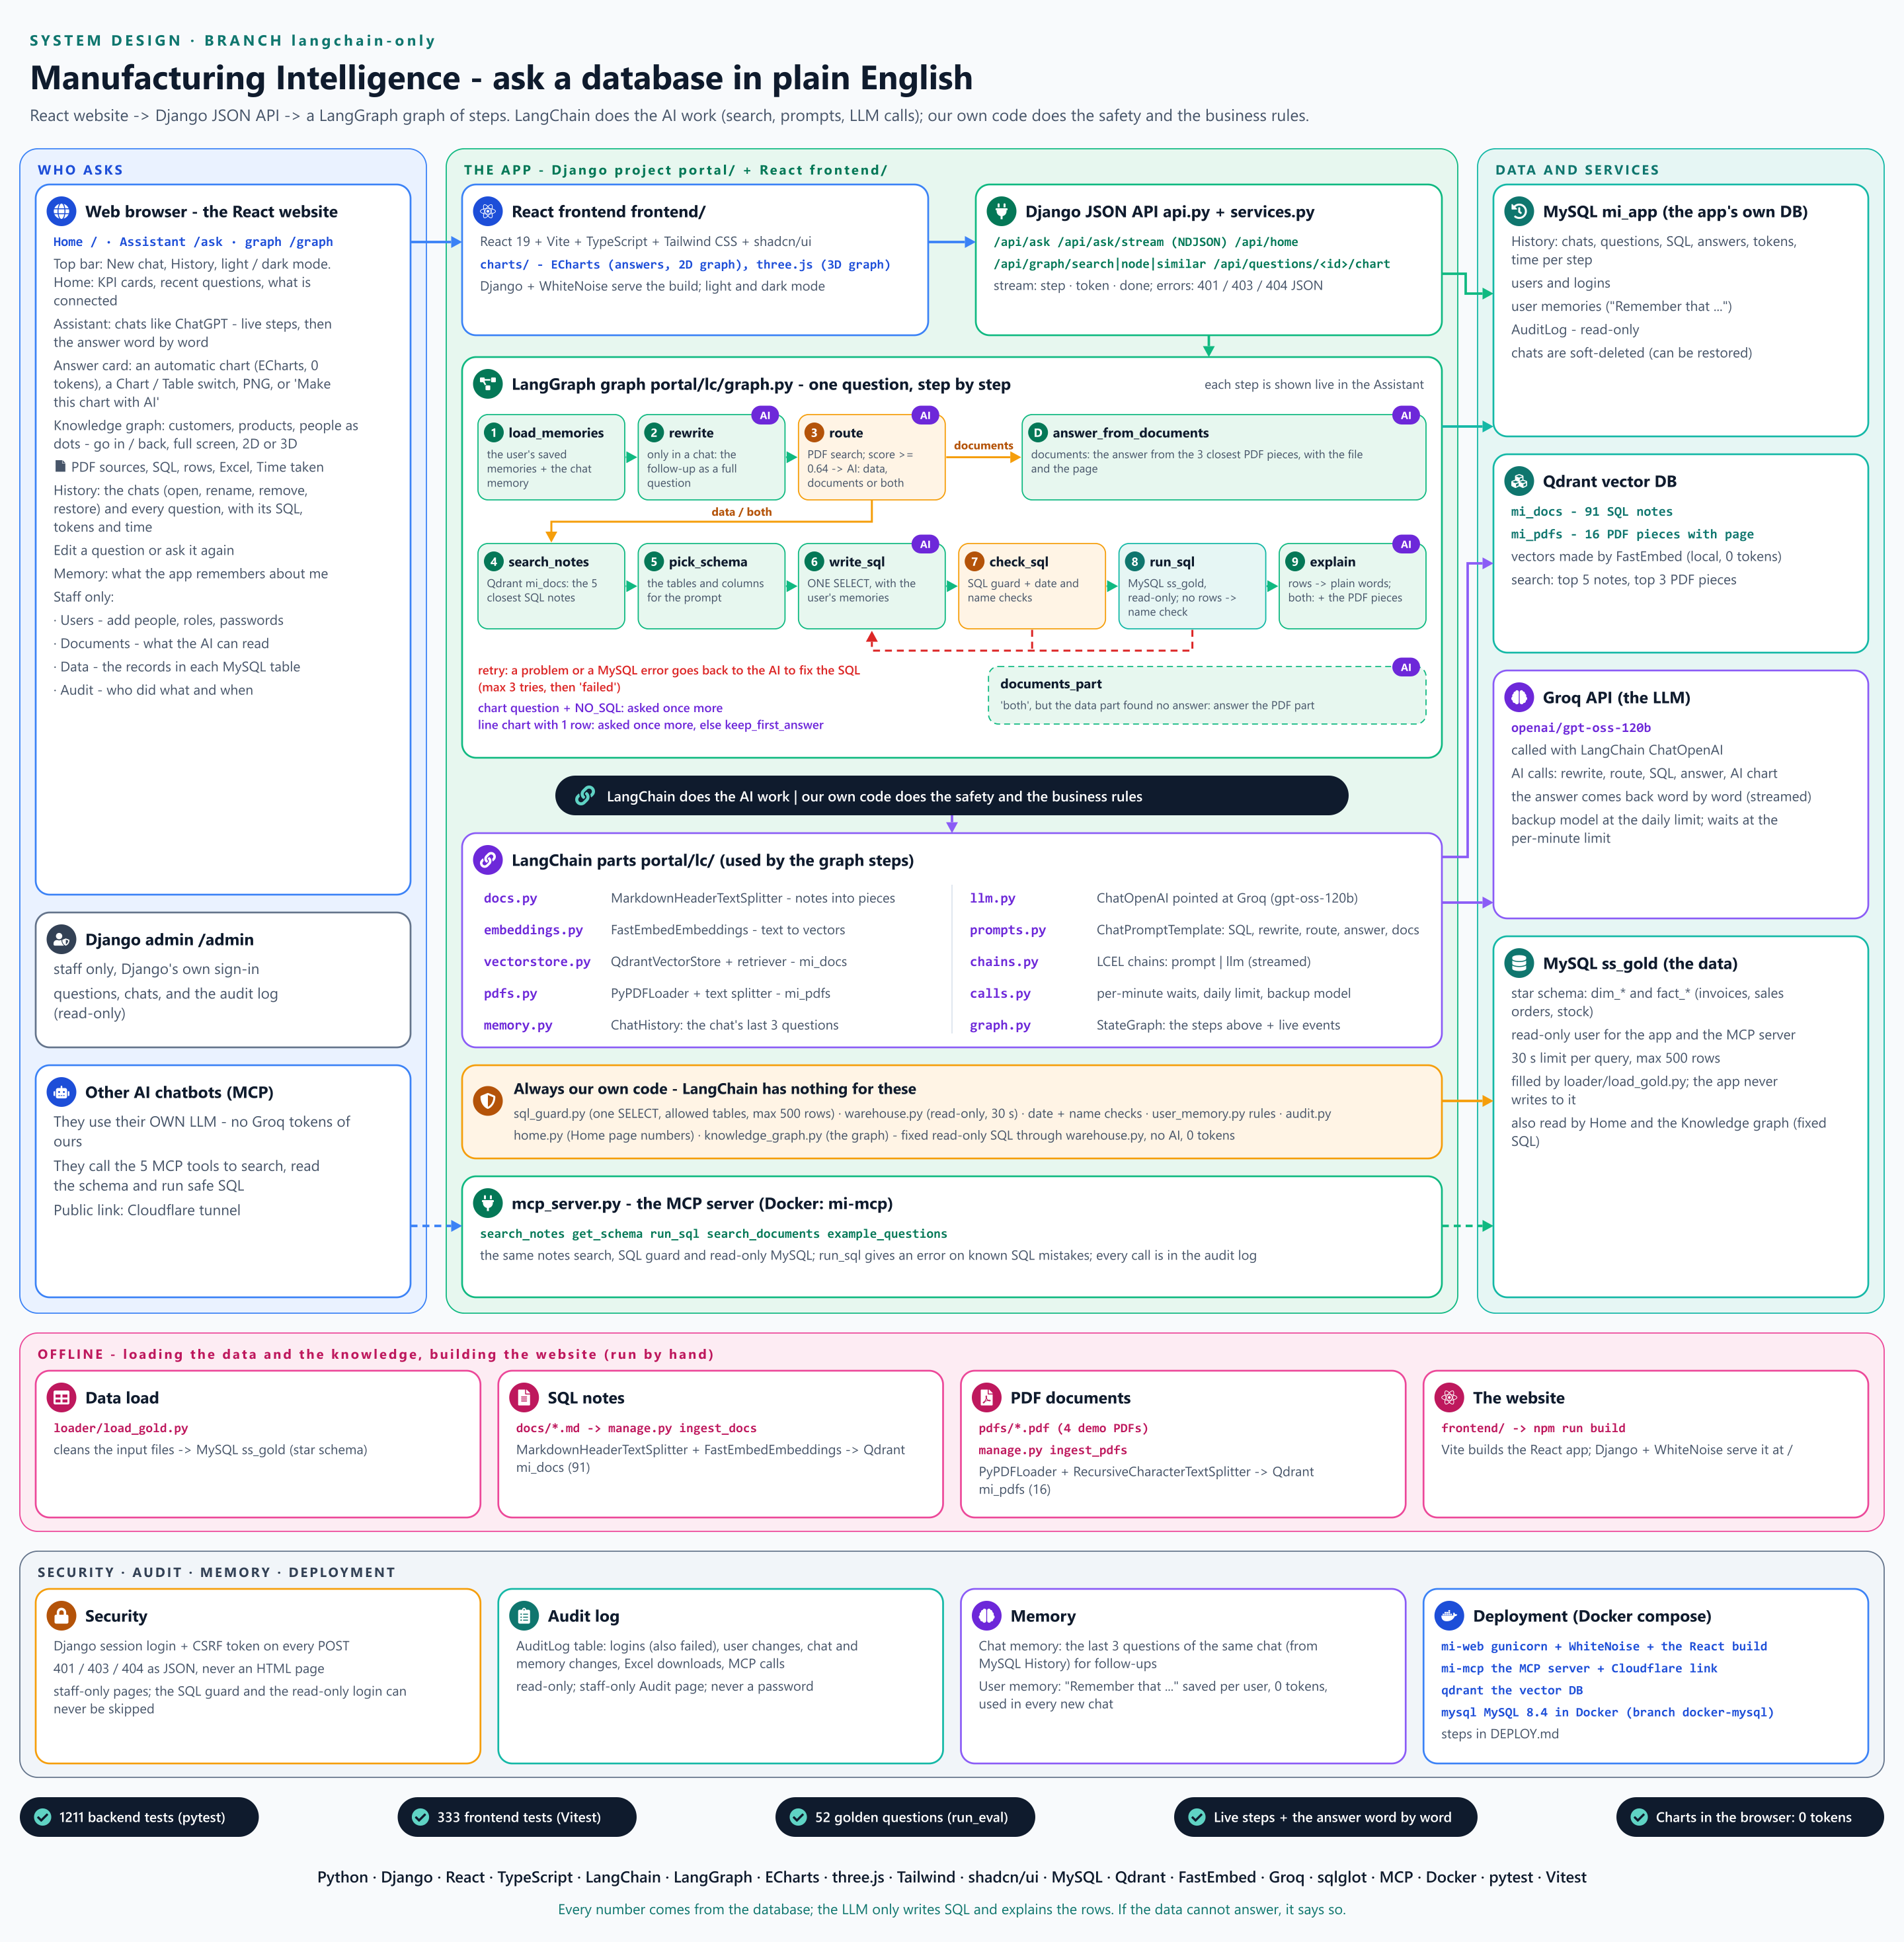 SYSTEM DESIGN · BRANCH langchain-only
Manufacturing Intelligence - ask a database in plain English
React website -> Django JSON API -> a LangGraph graph of steps. LangChain does the AI work (search, prompts, LLM calls); our own code does the safety and the business rules.
WHO ASKS
Web browser - the React website
Home / · Assistant /ask · graph /graph
Top bar: New chat, History, light / dark mode.
Home: KPI cards, recent questions, what is
connected
Assistant: chats like ChatGPT - live steps, then
the answer word by word
Answer card: an automatic chart (ECharts, 0
tokens), a Chart / Table switch, PNG, or 'Make
this chart with AI'
Knowledge graph: customers, products, people as
dots - go in / back, full screen, 2D or 3D
PDF sources, SQL, rows, Excel, Time taken
History: the chats (open, rename, remove,
restore) and every question, with its SQL,
tokens and time
Edit a question or ask it again
Memory: what the app remembers about me
Staff only:
· Users - add people, roles, passwords
· Documents - what the AI can read
· Data - the records in each MySQL table
· Audit - who did what and when
Django admin /admin
staff only, Django's own sign-in
questions, chats, and the audit log
(read-only)
Other AI chatbots (MCP)
They use their OWN LLM - no Groq tokens of
ours
They call the 5 MCP tools to search, read
the schema and run safe SQL
Public link: Cloudflare tunnel
THE APP - Django project portal/ + React frontend/
React frontend frontend/
React 19 + Vite + TypeScript + Tailwind CSS + shadcn/ui
charts/ - ECharts (answers, 2D graph), three.js (3D graph)
Django + WhiteNoise serve the build; light and dark mode
Django JSON API api.py + services.py
/api/ask /api/ask/stream (NDJSON) /api/home
/api/graph/search|node|similar /api/questions/<id>/chart
stream: step · token · done; errors: 401 / 403 / 404 JSON
LangGraph graph portal/lc/graph.py - one question, step by step
each step is shown live in the Assistant
1 load_memories
the user's saved
memories + the chat
memory
AI
2 rewrite
only in a chat: the
follow-up as a full
question
AI
3 route
PDF search; score >=
0.64 -> AI: data,
documents or both
documents
AI
D answer_from_documents
documents: the answer from the 3 closest PDF pieces, with the file
and the page
data / both
4 search_notes
Qdrant mi_docs: the 5
closest SQL notes
5 pick_schema
the tables and columns
for the prompt
AI
6 write_sql
ONE SELECT, with the
user's memories
7 check_sql
SQL guard + date and
name checks
8 run_sql
MySQL ss_gold,
read-only; no rows ->
name check
AI
9 explain
rows -> plain words;
both: + the PDF pieces
retry: a problem or a MySQL error goes back to the AI to fix the SQL
(max 3 tries, then 'failed')
chart question + NO_SQL: asked once more
line chart with 1 row: asked once more, else keep_first_answer
AI
documents_part
'both', but the data part found no answer: answer the PDF part
LangChain does the AI work | our own code does the safety and the business rules
LangChain parts portal/lc/ (used by the graph steps)
docs.py MarkdownHeaderTextSplitter - notes into pieces
embeddings.py FastEmbedEmbeddings - text to vectors
vectorstore.py QdrantVectorStore + retriever - mi_docs
pdfs.py PyPDFLoader + text splitter - mi_pdfs
memory.py ChatHistory: the chat's last 3 questions
llm.py ChatOpenAI pointed at Groq (gpt-oss-120b)
prompts.py ChatPromptTemplate: SQL, rewrite, route, answer, docs
chains.py LCEL chains: prompt | llm (streamed)
calls.py per-minute waits, daily limit, backup model
graph.py StateGraph: the steps above + live events
Always our own code - LangChain has nothing for these
sql_guard.py (one SELECT, allowed tables, max 500 rows) · warehouse.py (read-only, 30 s) · date + name checks · user_memory.py rules · audit.py
home.py (Home page numbers) · knowledge_graph.py (the graph) - fixed read-only SQL through warehouse.py, no AI, 0 tokens
mcp_server.py - the MCP server (Docker: mi-mcp)
search_notes get_schema run_sql search_documents example_questions
the same notes search, SQL guard and read-only MySQL; run_sql gives an error on known SQL mistakes; every call is in the audit log
DATA AND SERVICES
MySQL mi_app (the app's own DB)
History: chats, questions, SQL, answers, tokens,
time per step
users and logins
user memories ("Remember that ...")
AuditLog - read-only
chats are soft-deleted (can be restored)
Qdrant vector DB
mi_docs - 91 SQL notes
mi_pdfs - 16 PDF pieces with page
vectors made by FastEmbed (local, 0 tokens)
search: top 5 notes, top 3 PDF pieces
Groq API (the LLM)
openai/gpt-oss-120b
called with LangChain ChatOpenAI
AI calls: rewrite, route, SQL, answer, AI chart
the answer comes back word by word (streamed)
backup model at the daily limit; waits at the
per-minute limit
MySQL ss_gold (the data)
star schema: dim_* and fact_* (invoices, sales
orders, stock)
read-only user for the app and the MCP server
30 s limit per query, max 500 rows
filled by loader/load_gold.py; the app never
writes to it
also read by Home and the Knowledge graph (fixed
SQL)
OFFLINE - loading the data and the knowledge, building the website (run by hand)
Data load
loader/load_gold.py
cleans the input files -> MySQL ss_gold (star schema)
SQL notes
docs/*.md -> manage.py ingest_docs
MarkdownHeaderTextSplitter + FastEmbedEmbeddings -> Qdrant
mi_docs (91)
PDF documents
pdfs/*.pdf (4 demo PDFs)
manage.py ingest_pdfs
PyPDFLoader + RecursiveCharacterTextSplitter -> Qdrant
mi_pdfs (16)
The website
frontend/ -> npm run build
Vite builds the React app; Django + WhiteNoise serve it at /
SECURITY · AUDIT · MEMORY · DEPLOYMENT
Security
Django session login + CSRF token on every POST
401 / 403 / 404 as JSON, never an HTML page
staff-only pages; the SQL guard and the read-only login can
never be skipped
Audit log
AuditLog table: logins (also failed), user changes, chat and
memory changes, Excel downloads, MCP calls
read-only; staff-only Audit page; never a password
Memory
Chat memory: the last 3 questions of the same chat (from
MySQL History) for follow-ups
User memory: "Remember that ..." saved per user, 0 tokens,
used in every new chat
Deployment (Docker compose)
mi-web gunicorn + WhiteNoise + the React build
mi-mcp the MCP server + Cloudflare link
qdrant the vector DB
mysql MySQL 8.4 in Docker (branch docker-mysql)
steps in DEPLOY.md
1211 backend tests (pytest)
333 frontend tests (Vitest)
52 golden questions (run_eval)
Live steps + the answer word by word
Charts in the browser: 0 tokens
Python · Django · React · TypeScript · LangChain · LangGraph · ECharts · three.js · Tailwind · shadcn/ui · MySQL · Qdrant · FastEmbed · Groq · sqlglot · MCP · Docker · pytest · Vitest
Every number comes from the database; the LLM only writes SQL and explains the rows. If the data cannot answer, it says so.